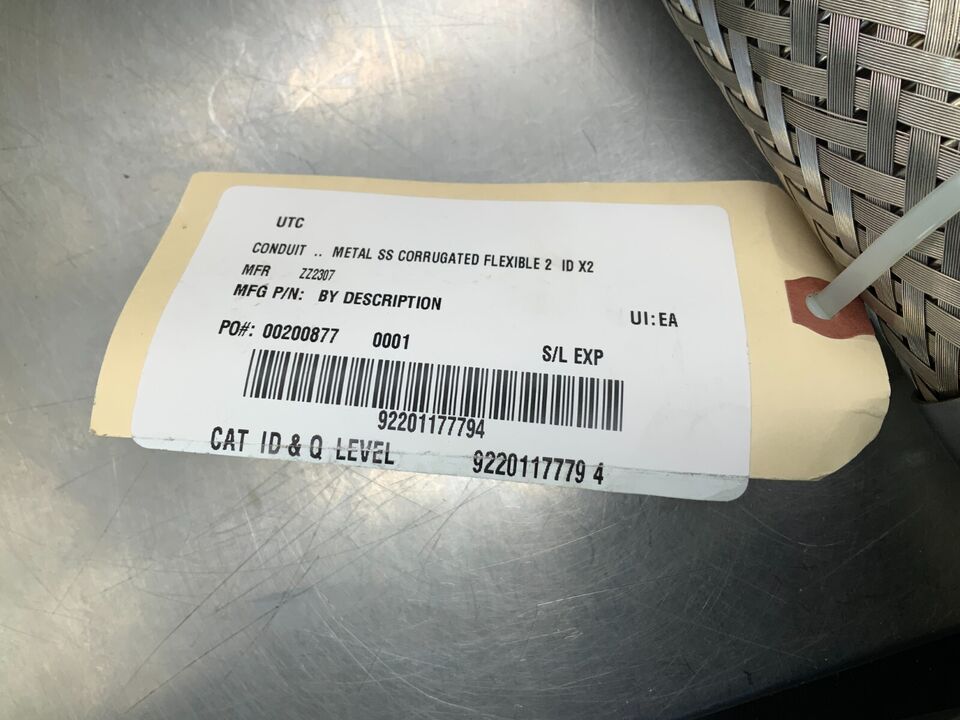 UTC
CONDUIT .. METAL SS CORRUGATED FLEXIBLE 2 ID X2
MFR ZZ2307
MFG P/N: BY DESCRIPTION
UI:EA
PO#: 00200877 0001 S/L EXP
92201177794
CAT ID & Q LEVEL 9220117779 4